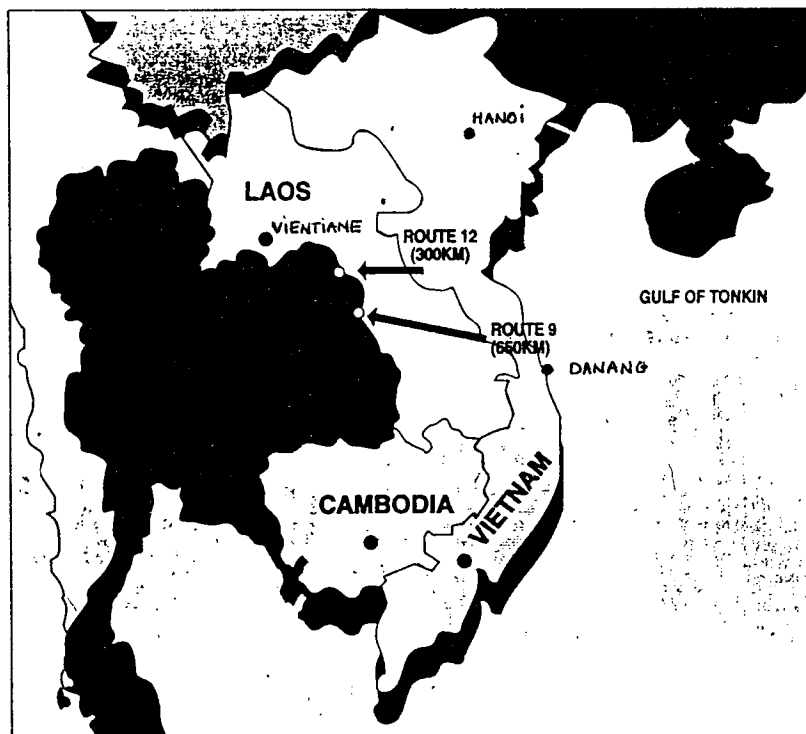 HANOI
LAOS
VIENTIANE
ROUTE 12
(300KM)
GULF OF TONKIN
ROUTE 9
(650KM)
DANANG
CAMBODIA
VIETNAM